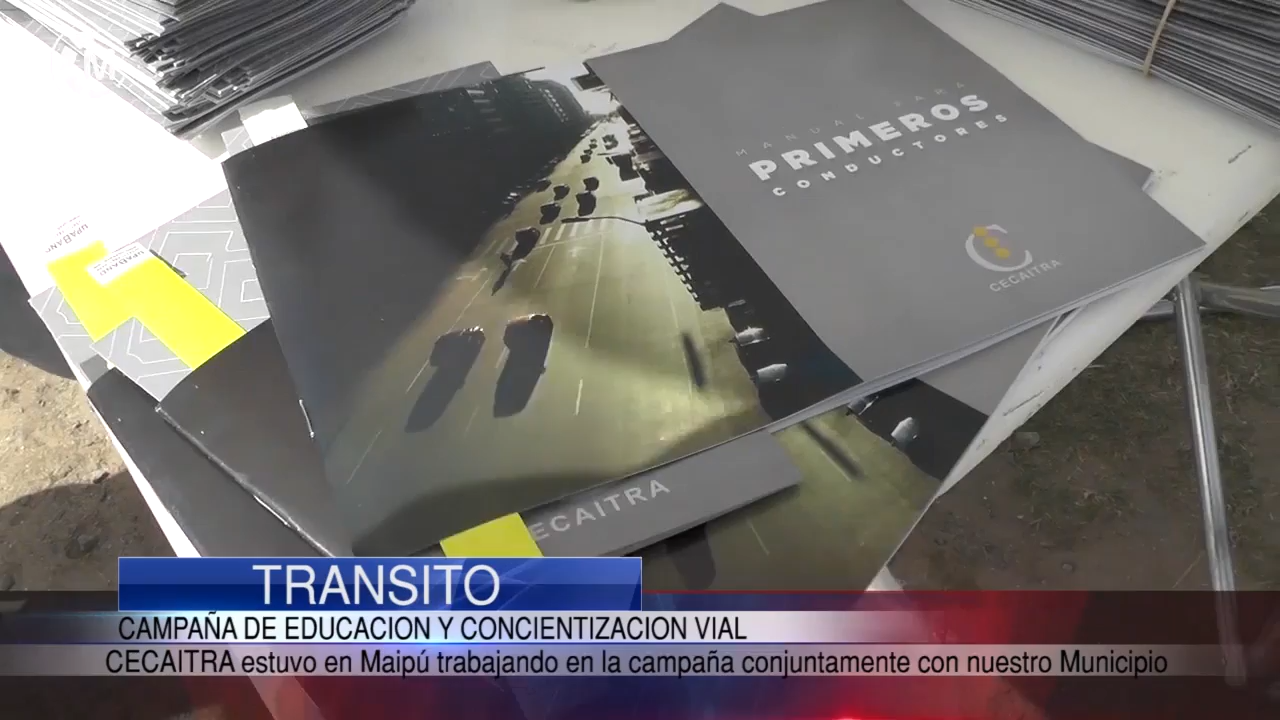 MANUAL PARA
PRIMEROS
CONDUCTORES
CECAITRA
CECAITRA
TRANSITO
CAMPAÑA DE EDUCACION Y CONCIENTIZACION VIAL
CECAITRA estuvo en Maipú trabajando en la campaña conjuntamente con nuestro Municipio